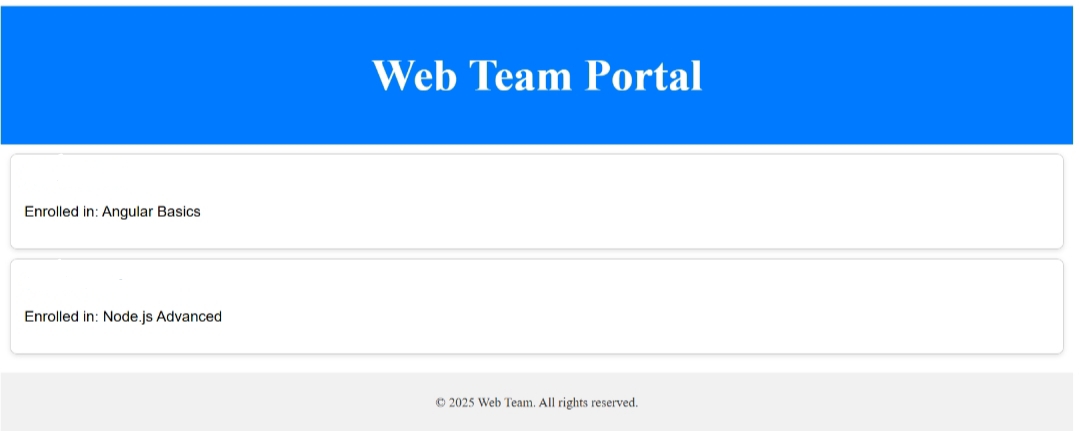 Web Team Portal
Enrolled in: Angular Basics
Enrolled in: Node.js Advanced
© 2025 Web Team. All rights reserved.